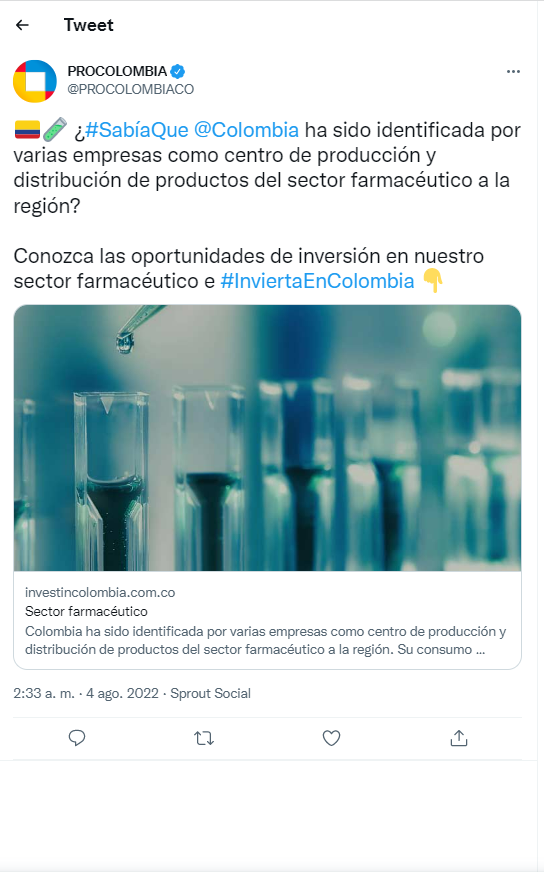 Tweet
PROCOLOMBIA
@PROCOLOMBIACO
¿#SabíaQue @Colombia ha sido identificada por
varias empresas como centro de producción y
distribución de productos del sector farmacéutico a la
región?
Conozca las oportunidades de inversión en nuestro
sector farmacéutico e #InviertaEnColombia
investincolombia.com.co
Sector farmacéutico
Colombia ha sido identificada por varias empresas como centro de producción y
distribución de productos del sector farmacéutico a la región. Su consumo ...
2:33 a. m. · 4 ago. 2022 · Sprout Social